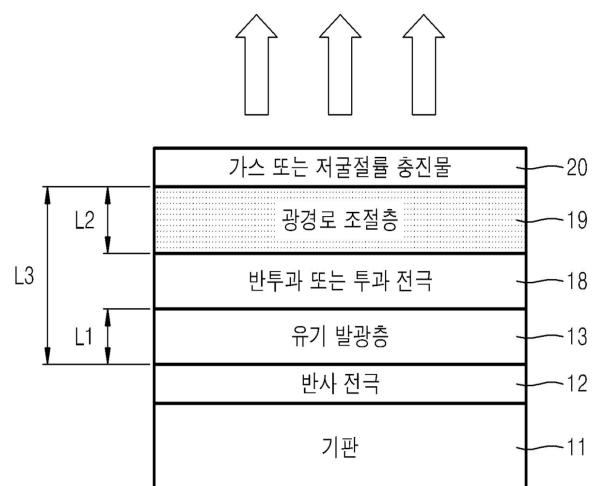 가스 또는 저굴절률 충진물 20
L2 광경로 조절층 19
L3
반투과 또는 투과 전극 18
L1 유기 발광층 13
반사 전극 12
기판 11